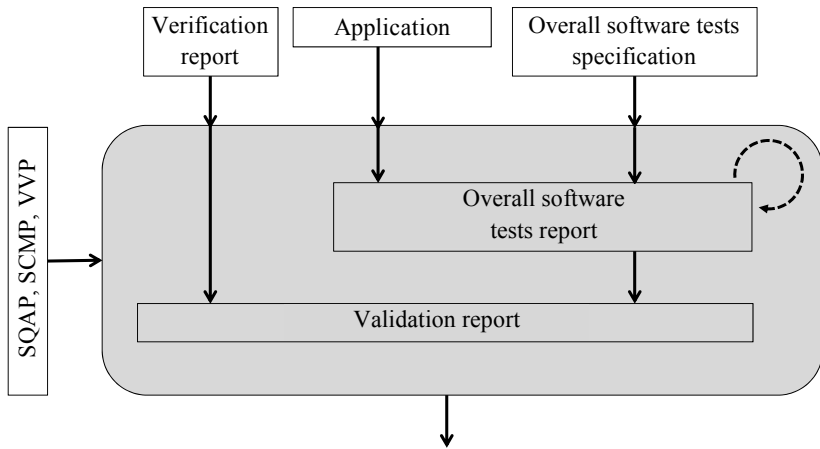 Verification
report
Application
Overall software tests
specification
SQAP, SCMP, VVP
Overall software
tests report
Validation report